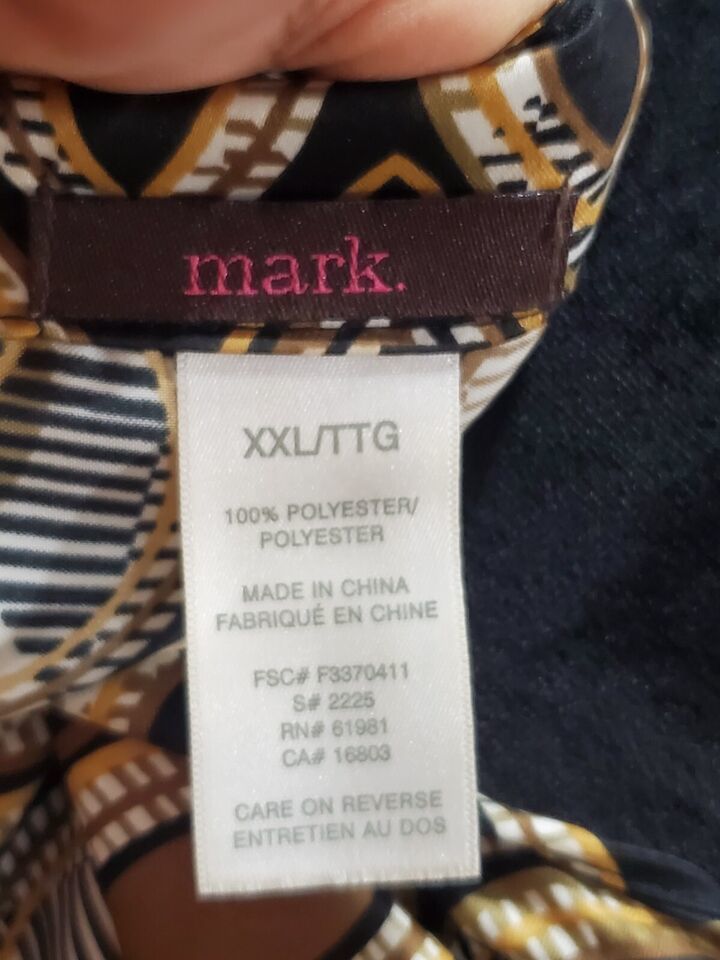 mark.
XXL/TTG
100% POLYESTER/
POLYESTER
MADE IN CHINA
FABRIQUÉ EN CHINE
FSC# F3370411
S# 2225
RN# 61981
CA# 16803
CARE ON REVERSE
ENTRETIEN AU DOS